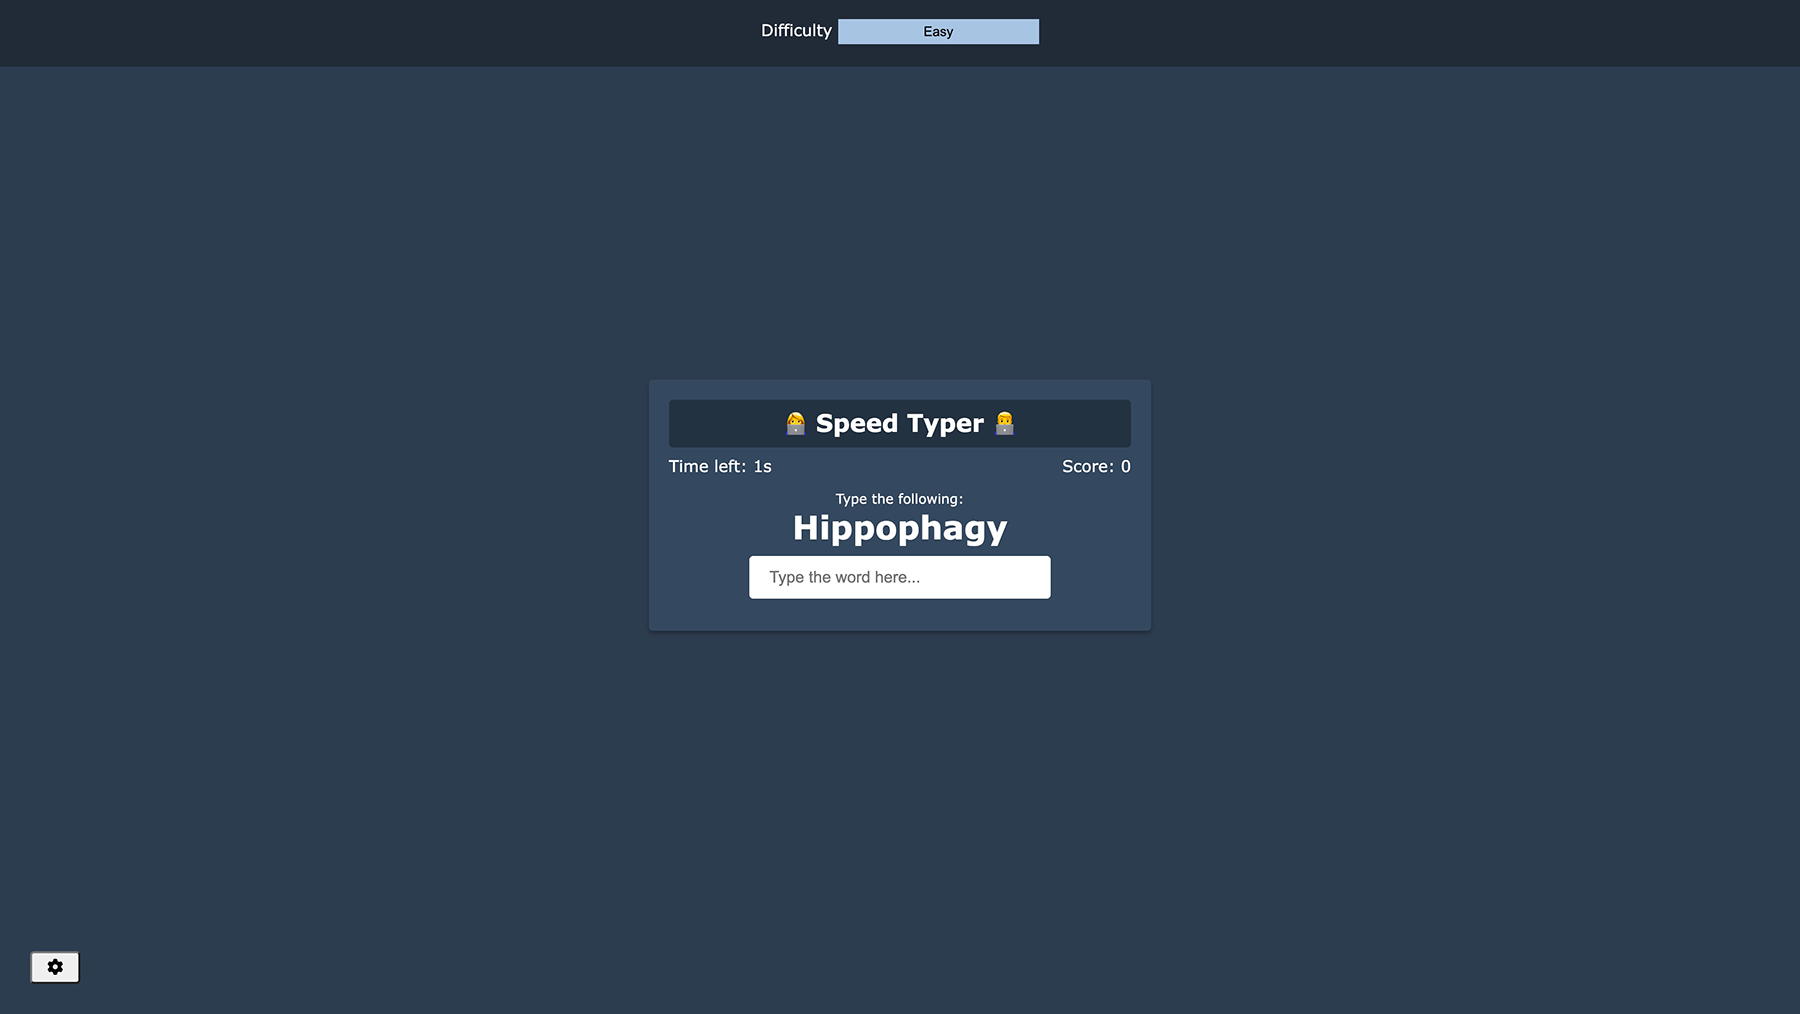 Difficulty Easy
👩‍💻 Speed Typer 👨‍💻
Time left: 1s Score: 0
Type the following:
Hippophagy
Type the word here...